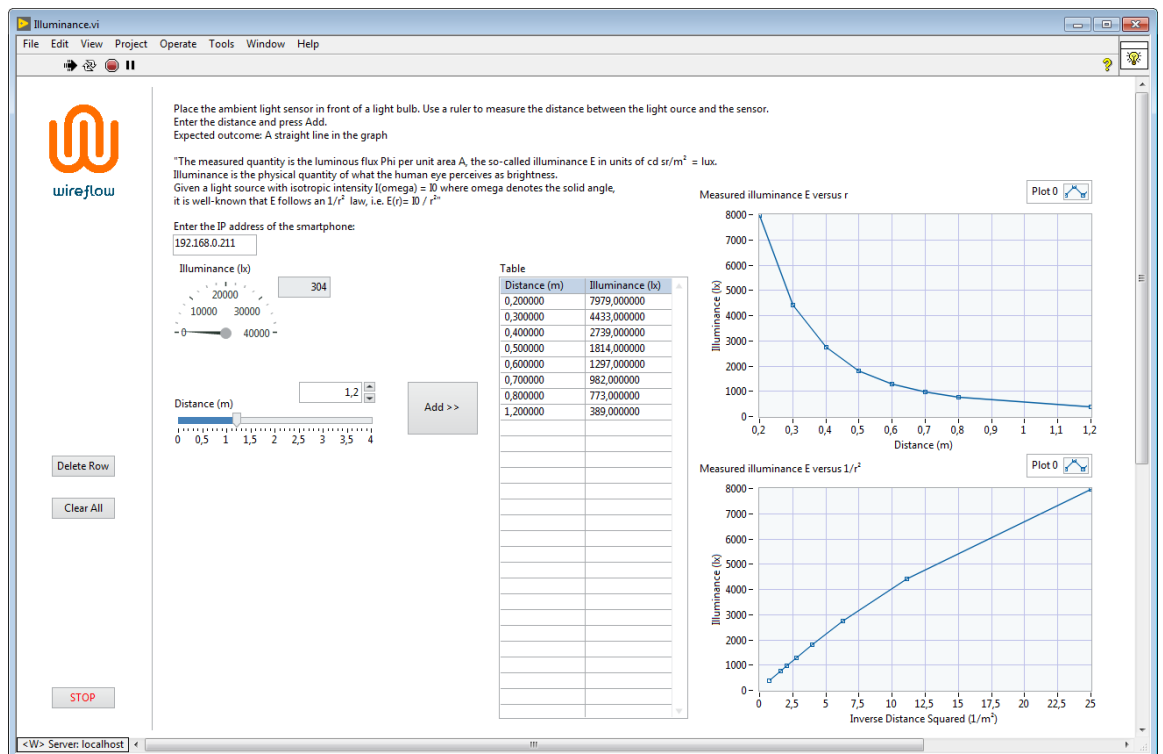 Illuminance.vi
File Edit View Project Operate Tools Window Help
wireflow
Place the ambient light sensor in front of a light bulb. Use a ruler to measure the distance between the light ource and the sensor.
Enter the distance and press Add.
Expected outcome: A straight line in the graph
"The measured quantity is the luminous flux Phi per unit area A, the so-called illuminance E in units of cd sr/m² = lux.
Illuminance is the physical quantity of what the human eye perceives as brightness.
Given a light source with isotropic intensity I(omega) = I0 where omega denotes the solid angle,
it is well-known that E follows an 1/r² law, i.e. E(r)= I0 / r²"
Enter the IP address of the smartphone:
192.168.0.211
Illuminance (lx)
304
0 10000 20000 30000 40000
1,2
Distance (m)
0 0,5 1 1,5 2 2,5 3 3,5 4
Add >>
Delete Row
Clear All
STOP
Table
Distance (m) Illuminance (lx)
0,200000 7979,000000
0,300000 4433,000000
0,400000 2739,000000
0,500000 1814,000000
0,600000 1297,000000
0,700000 982,000000
0,800000 773,000000
1,200000 389,000000
Measured illuminance E versus r
Plot 0
Illuminance (lx)
8000
7000
6000
5000
4000
3000
2000
1000
0
0,2 0,3 0,4 0,5 0,6 0,7 0,8 0,9 1 1,1 1,2
Distance (m)
Measured illuminance E versus 1/r²
Plot 0
Illuminance (lx)
8000
7000
6000
5000
4000
3000
2000
1000
0
0 2,5 5 7,5 10 12,5 15 17,5 20 22,5 25
Inverse Distance Squared (1/m²)
<W> Server: localhost